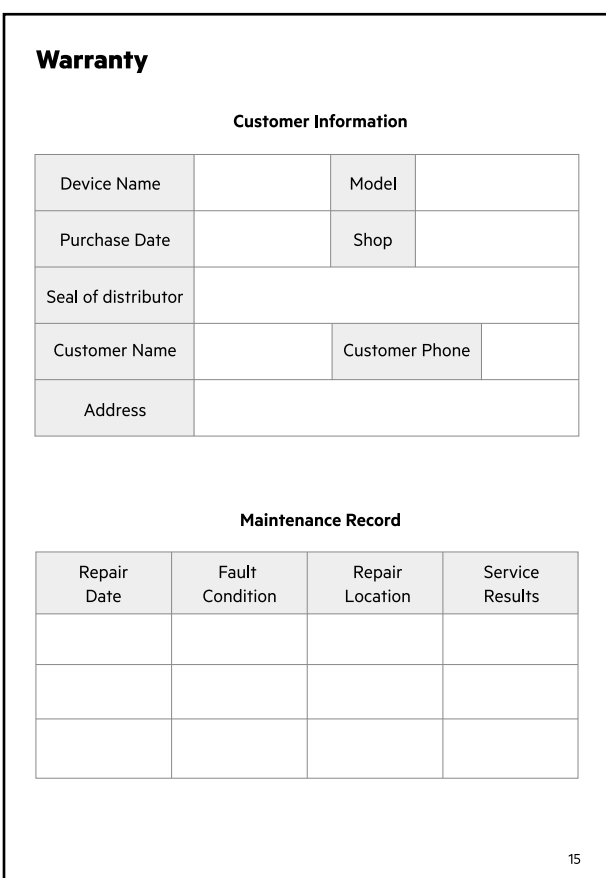 Warranty
Customer Information
Device Name Model
Purchase Date Shop
Seal of distributor
Customer Name Customer Phone
Address
Maintenance Record
Repair Fault Repair Service
Date Condition Location Results
15